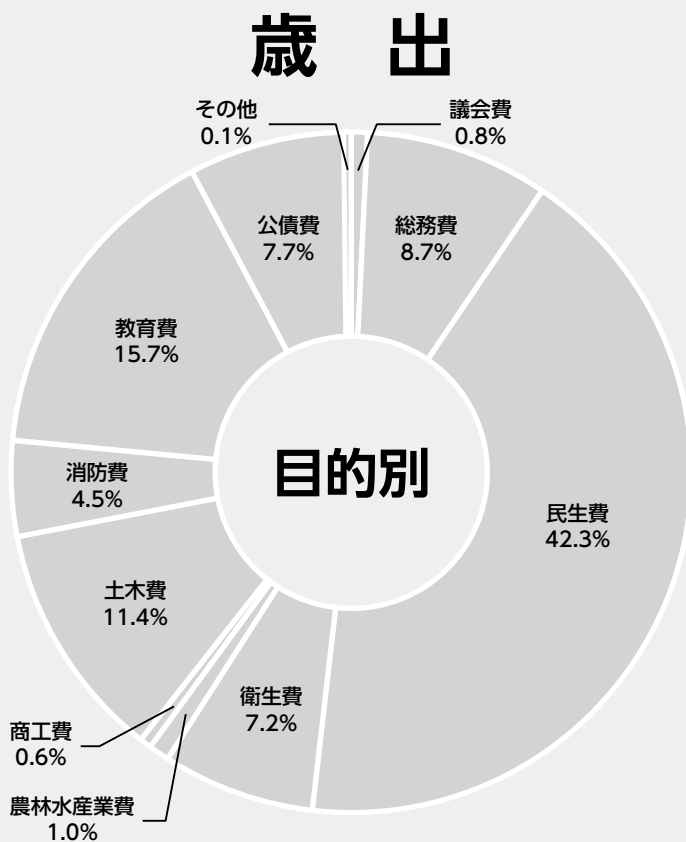 歳　出
その他
0.1%
議会費
0.8%
公債費
7.7%
総務費
8.7%
教育費
15.7%
目的別
消防費
4.5%
民生費
42.3%
土木費
11.4%
衛生費
7.2%
商工費
0.6%
農林水産業費
1.0%